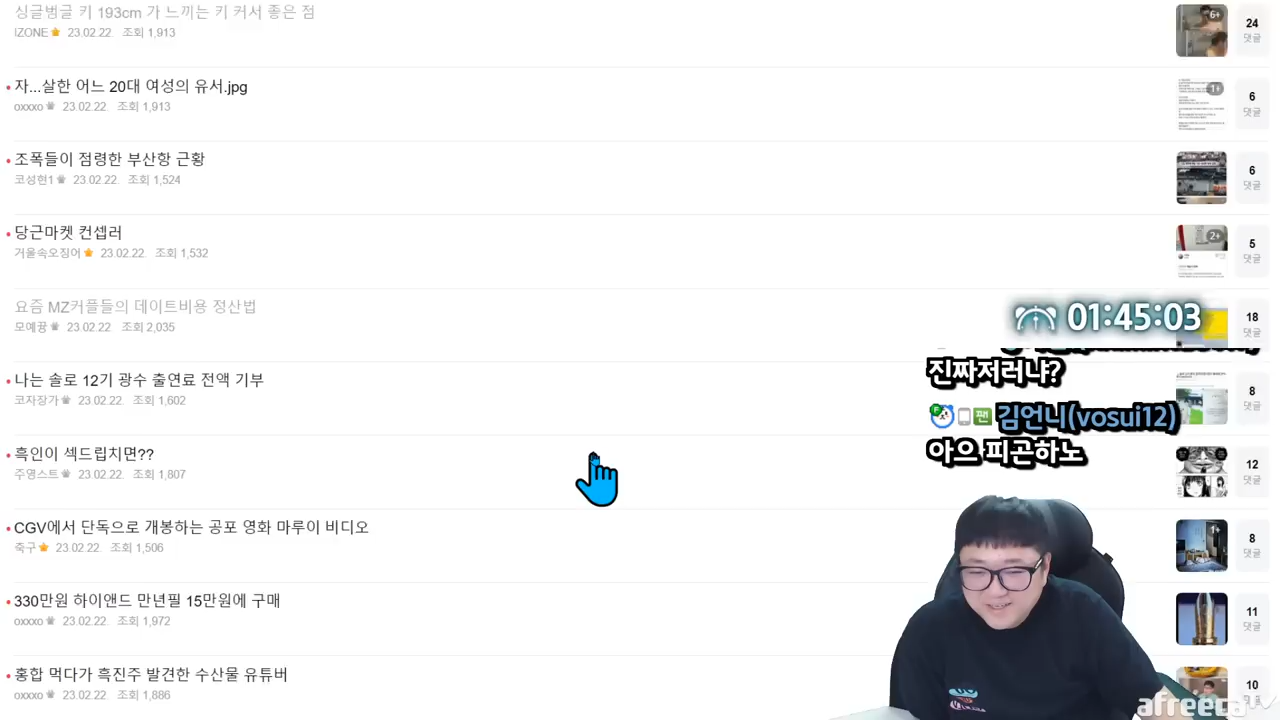 싱글벙글 키 193cm 가 느끼는 키 커서 좋은 점
IZONE 23.02.22. 조회 1,913
24
댓글
6+
자...살한 어느 20대 여성의 유서.jpg
oxxxo 23.02.22. 조회 1,913
1+
6
댓글
조폭들이 점령한 부산항 근황
코성현1 23.02.22. 조회 1,524
6
댓글
당근마켓 컨셉러
거울속오징어 23.02.22. 조회 1,532
2+
5
댓글
요즘 MZ커플들의 데이트비용 정산법
모예꿍 23.02.22. 조회 2,035
01:45:03
18
댓글
나는 솔로 12기 광수 출연료 전액 기부
코자장가 23.02.22. 조회 1,602
진짜저러냐?
8
댓글
F 팬 김언니(vosui12)
아으 피곤하노
흑인이 섹드립치면??
주염스트 23.02.22. 조회 1,807
12
댓글
CGV에서 단독으로 개봉하는 공포 영화 마루이 비디오
죽구 23.02.22. 조회 1,506
1+
8
댓글
330만원 하이앤드 만년필 15만원에 구매
oxxxo 23.02.22. 조회 1,972
11
댓글
홍합 먹다가 흑진주 발견한 수산물 유튜버
oxxxo 23.02.22. 조회 1,886
10
afreecaTV